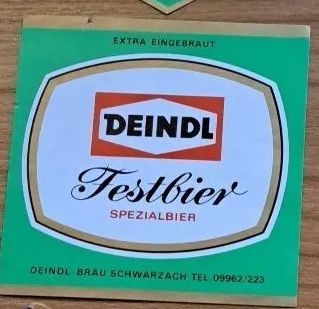 EXTRA EINGEBRAUT
DEINDL
Festbier
SPEZIALBIER
DEINDL BRÄU SCHWARZACH TEL 09962/223